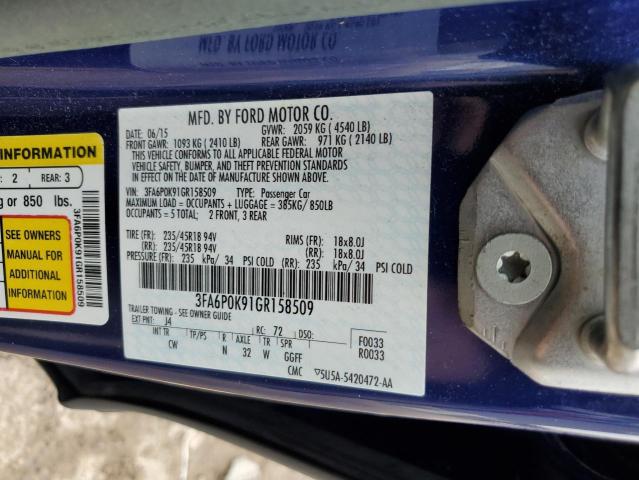 MFD. BY FORD MOTOR CO
MFD. BY FORD MOTOR CO.
DATE: 06/15 GVWR: 2059 KG (4540 LB)
FRONT GAWR: 1093 KG (2410 LB) REAR GAWR: 971 KG (2140 LB)
THIS VEHICLE CONFORMS TO ALL APPLICABLE FEDERAL MOTOR
VEHICLE SAFETY, BUMPER, AND THEFT PREVENTION STANDARDS
IN EFFECT ON THE DATE OF MANUFACTURE SHOWN ABOVE.
VIN: 3FA6P0K91GR158509 TYPE: Passenger Car
MAXIMUM LOAD = OCCUPANTS + LUGGAGE = 385KG/850LB
OCCUPANTS = 5 TOTAL; 2 FRONT, 3 REAR
TIRE (FR): 235/45R18 94V RIMS (FR): 18x8.0J
(RR): 235/45R18 94V (RR): 18x8.0J
PRESSURE (FR): 235 kPa/ 34 PSI COLD (RR): 235 kPa/ 34 PSI COLD
3FA6P0K91GR158509
TRAILER TOWING - SEE OWNER GUIDE
EXT PNT: J4 RC: 72 DSO: F0033
INT TR TP/PS R AXLE TR SPR R0033
CW N 32 W GGFF
CMC 5U5A-5420472-AA
INFORMATION
2 REAR: 3
g or 850 lbs.
SEE OWNERS
MANUAL FOR
ADDITIONAL
INFORMATION
3FA6P0K91GR158509